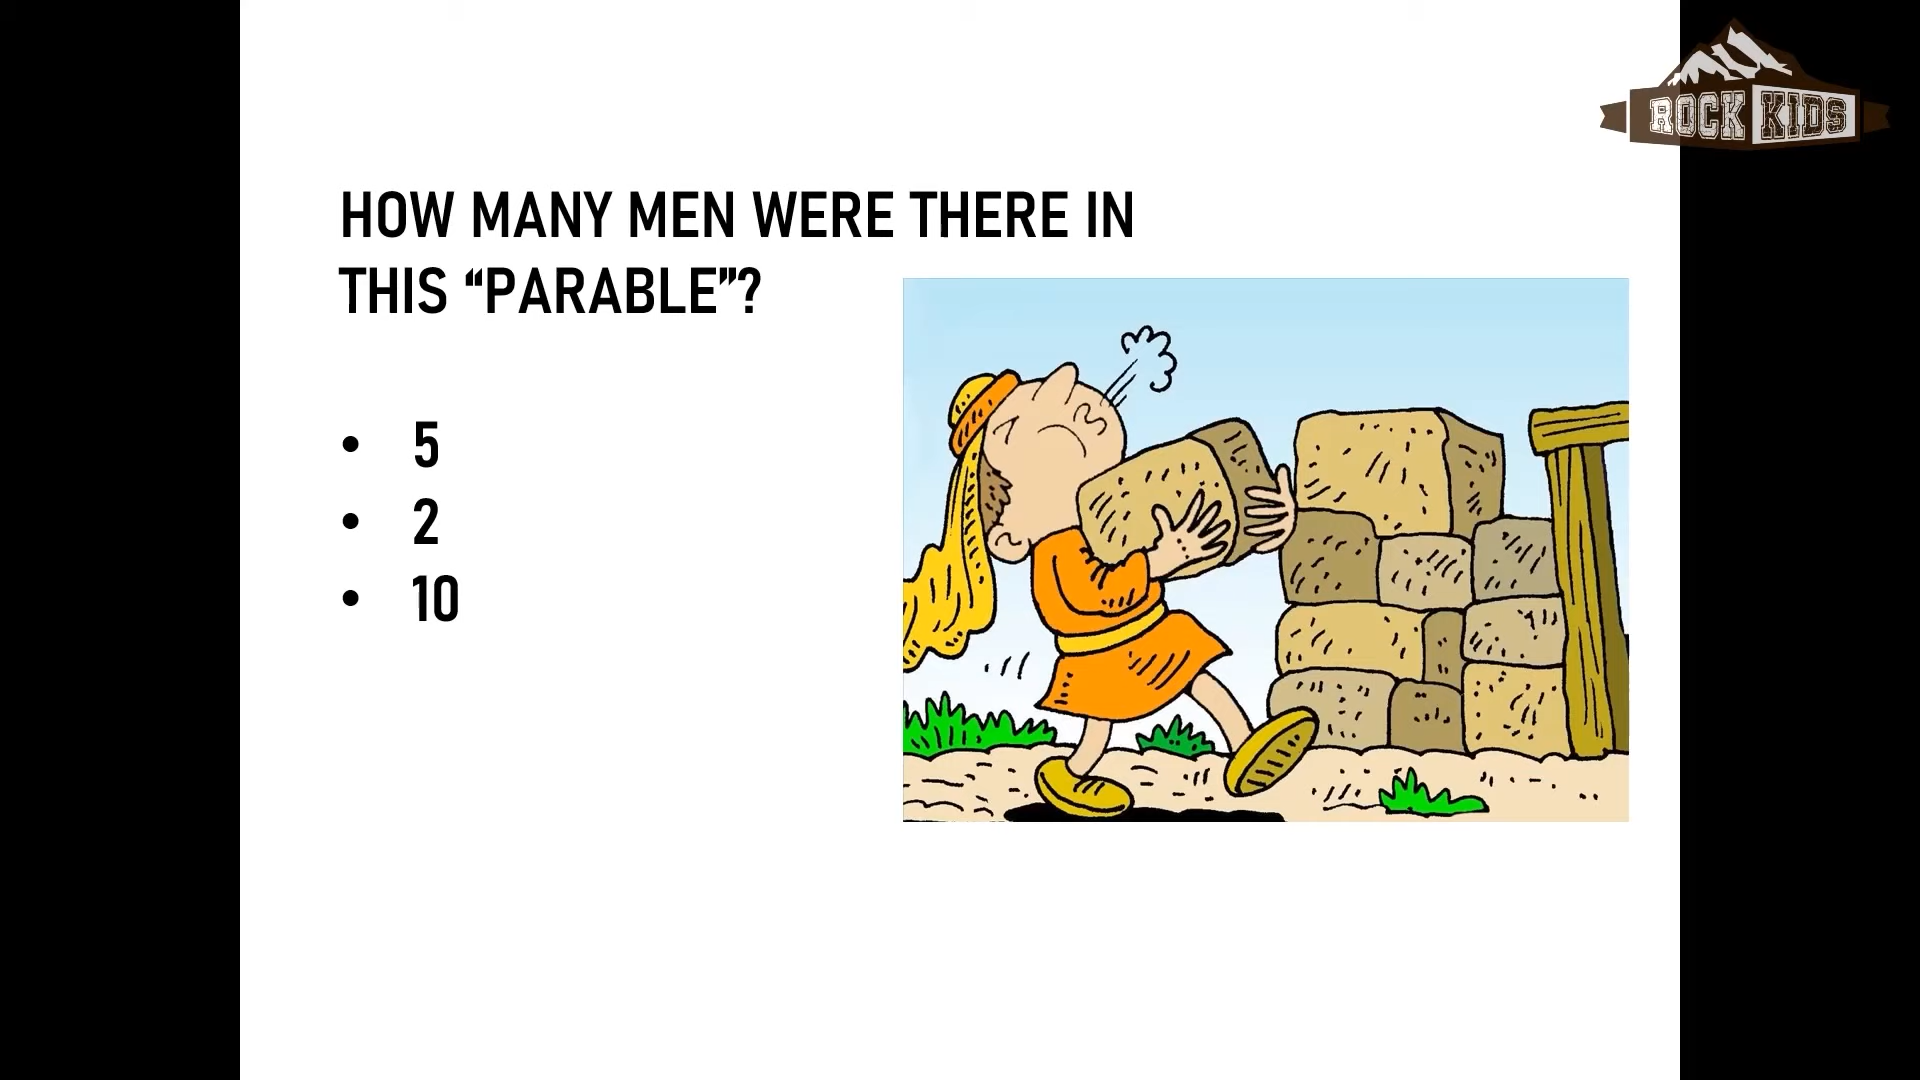 ROCK KIDS
HOW MANY MEN WERE THERE IN
THIS “PARABLE”?
• 5
• 2
• 10